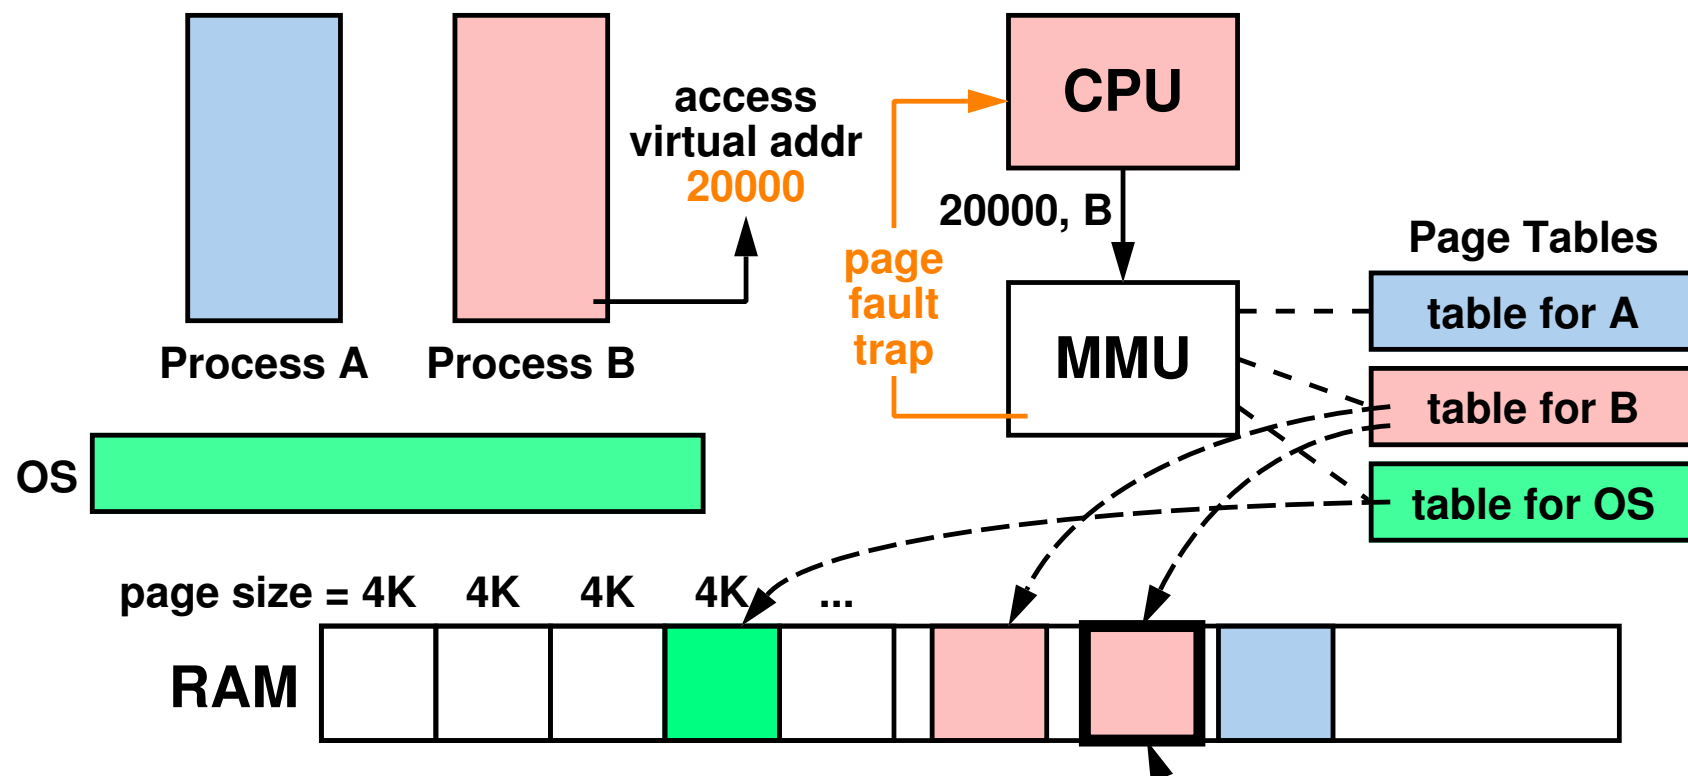 access
virtual addr
20000
CPU
20000, B
page
fault
trap
MMU
Page Tables
table for A
table for B
table for OS
Process A
Process B
OS
page size = 4K 4K 4K 4K ...
RAM